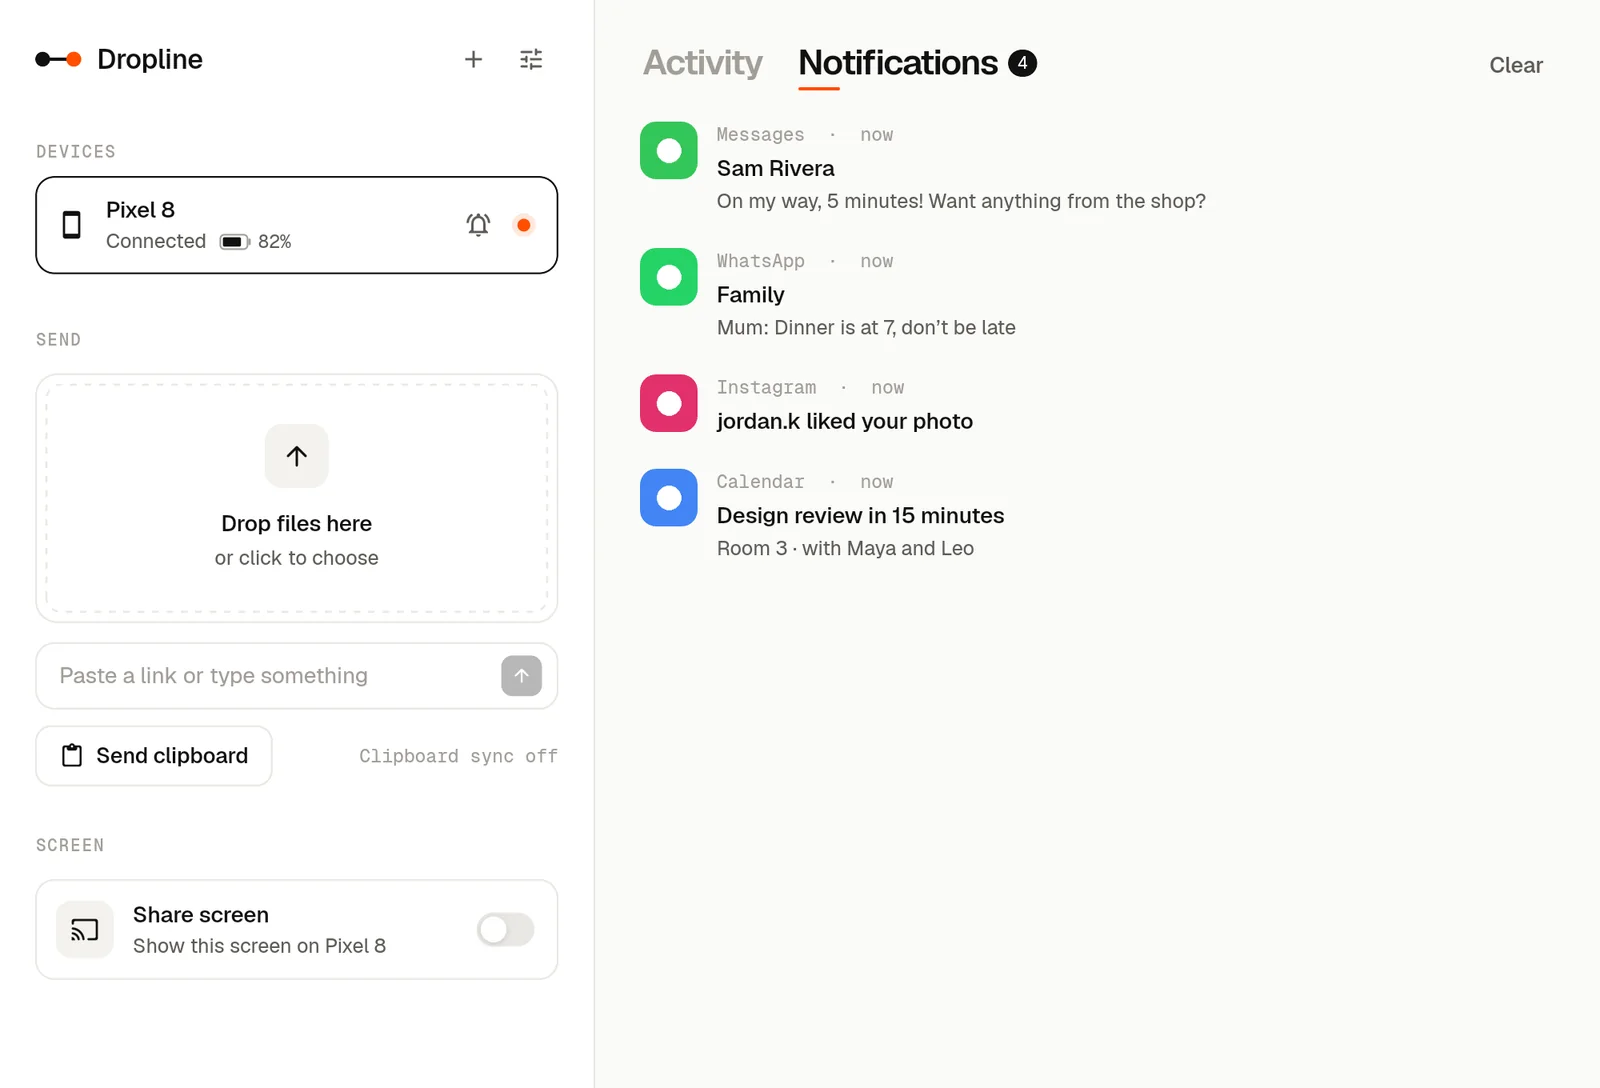 Dropline
DEVICES
Pixel 8
Connected 82%
SEND
Drop files here
or click to choose
Paste a link or type something
Send clipboard
Clipboard sync off
SCREEN
Share screen
Show this screen on Pixel 8
Activity Notifications 4
Clear
Messages · now
Sam Rivera
On my way, 5 minutes! Want anything from the shop?
WhatsApp · now
Family
Mum: Dinner is at 7, don’t be late
Instagram · now
jordan.k liked your photo
Calendar · now
Design review in 15 minutes
Room 3 · with Maya and Leo